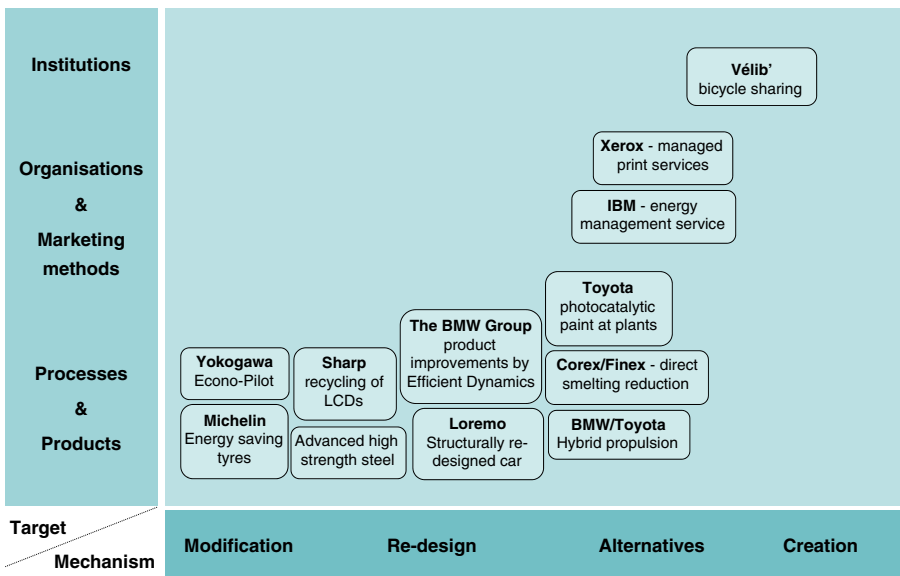 Institutions
Organisations
&
Marketing
methods
Processes
&
Products
Vélib’
bicycle sharing
Xerox - managed
print services
IBM - energy
management service
Toyota
photocatalytic
paint at plants
The BMW Group
product
improvements by
Efficient Dynamics
Yokogawa
Econo-Pilot
Sharp
recycling of
LCDs
Corex/Finex - direct
smelting reduction
Michelin
Energy saving
tyres
Advanced high
strength steel
Loremo
Structurally re-
designed car
BMW/Toyota
Hybrid propulsion
Target
Mechanism
Modification
Re-design
Alternatives
Creation